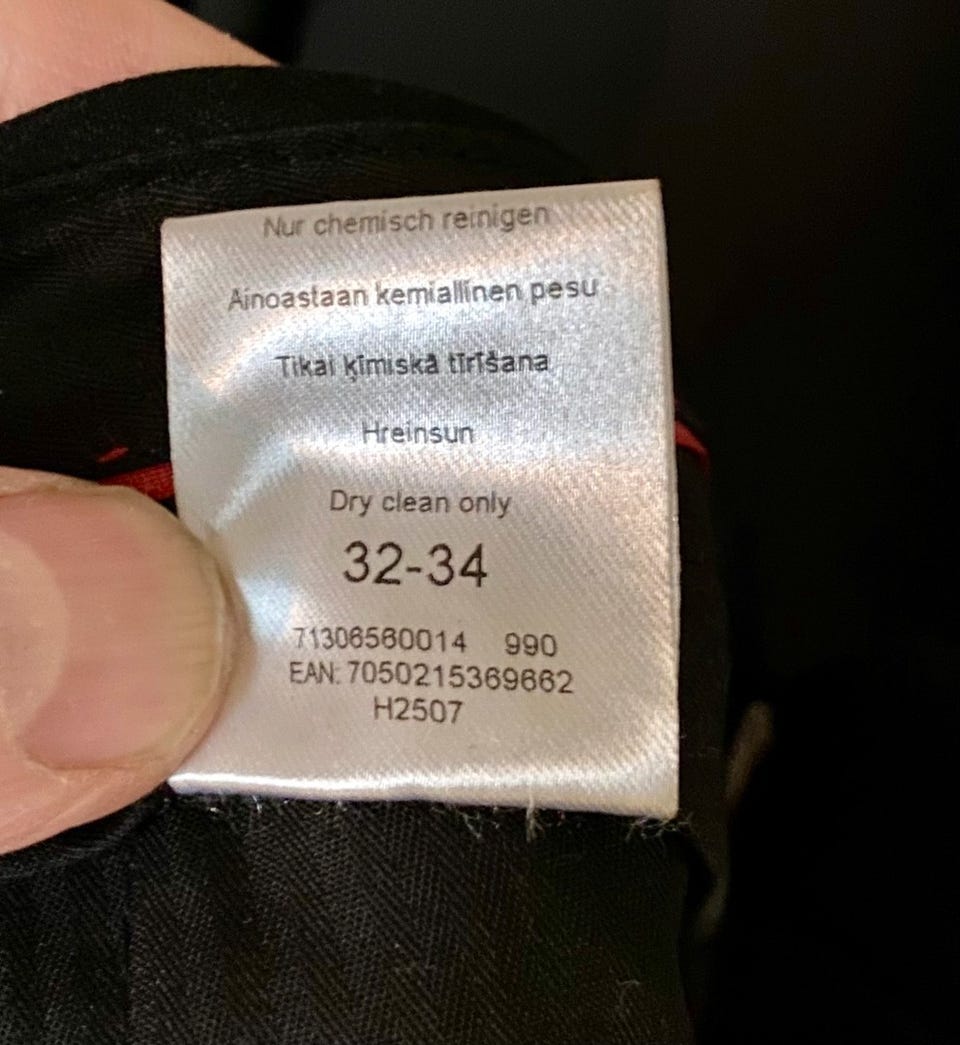 Nur chemisch reinigen
Ainoastaan kemiallinen pesu
Tikai ķīmiskā tīrīšana
Hreinsun
Dry clean only
32-34
71306560014 990
EAN: 7050215369662
H2507